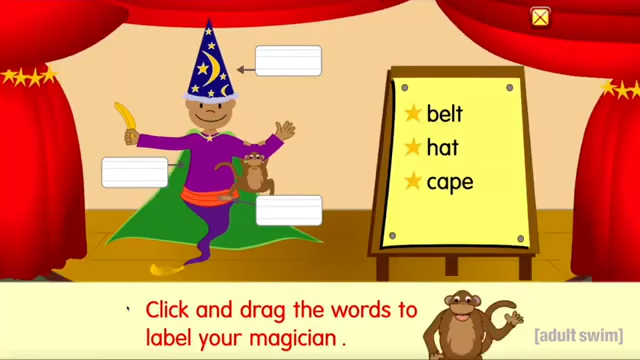 belt
hat
cape
Click and drag the words to
label your magician .
[adult swim]